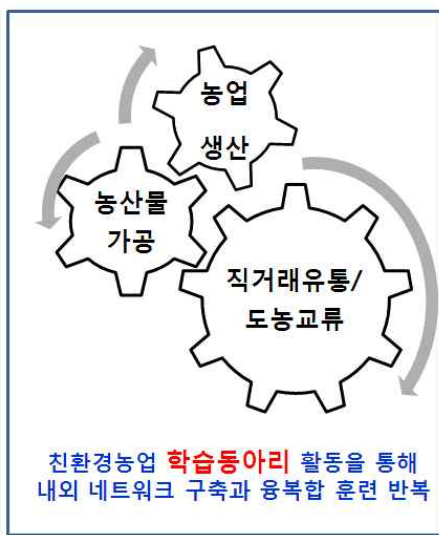 농업
생산
농산물
가공
직거래유통/
도농교류
친환경농업 학습동아리 활동을 통해
내외 네트워크 구축과 융복합 훈련 반복